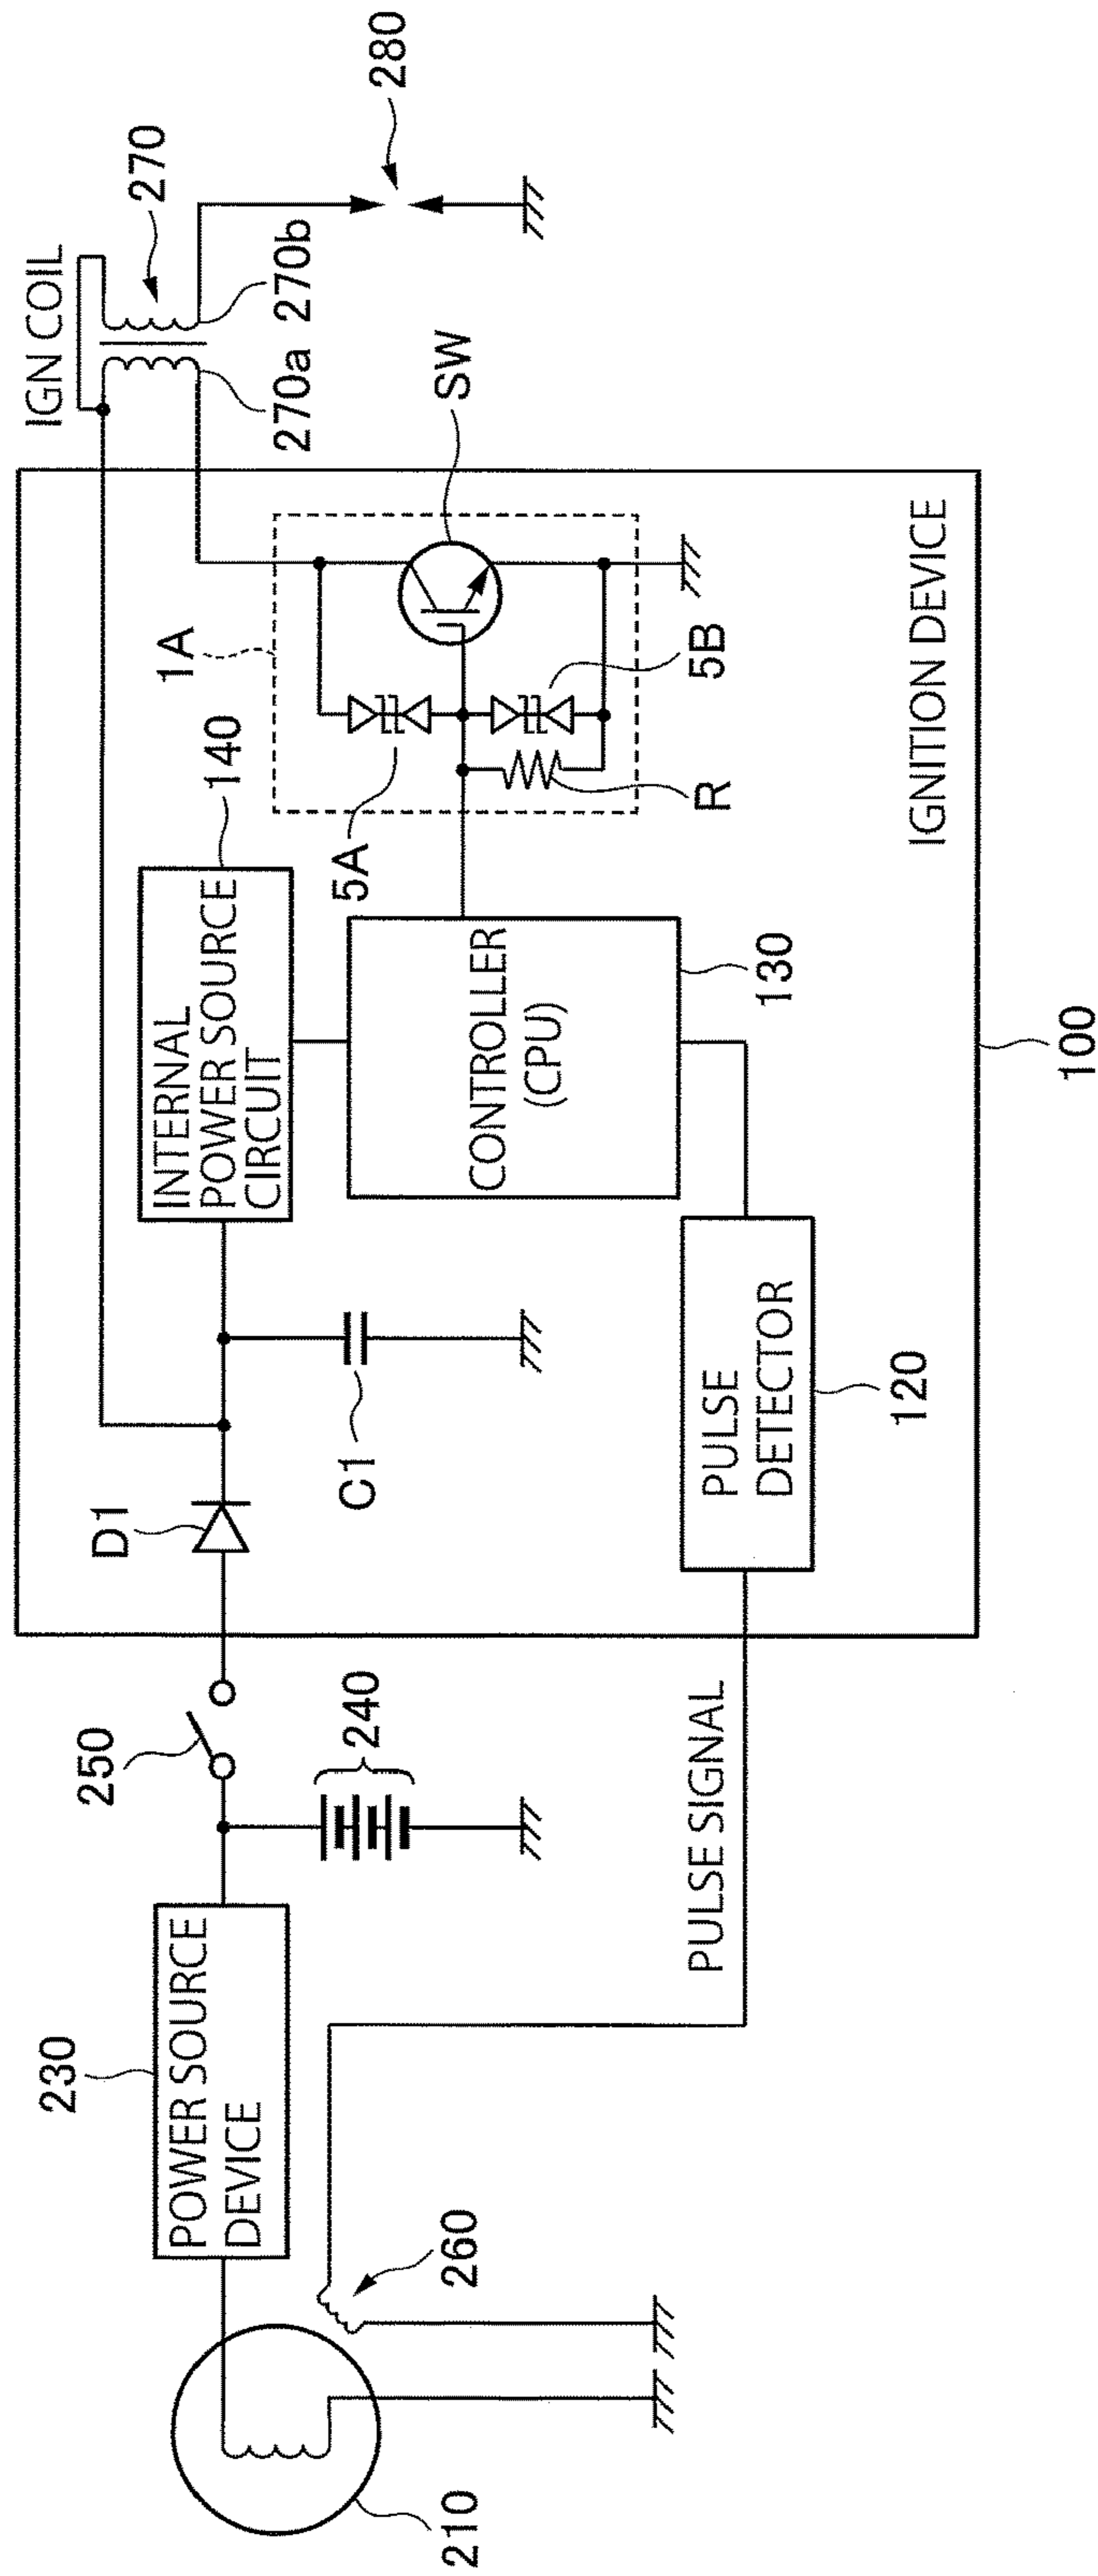 IGN COIL
270
280
270a
270b
SW
1A
140
5A
5B
R
INTERNAL
POWER SOURCE
CIRCUIT
CONTROLLER
(CPU)
130
IGNITION DEVICE
100
D1
C1
PULSE
DETECTOR
120
250
240
PULSE SIGNAL
230
POWER SOURCE
DEVICE
260
210